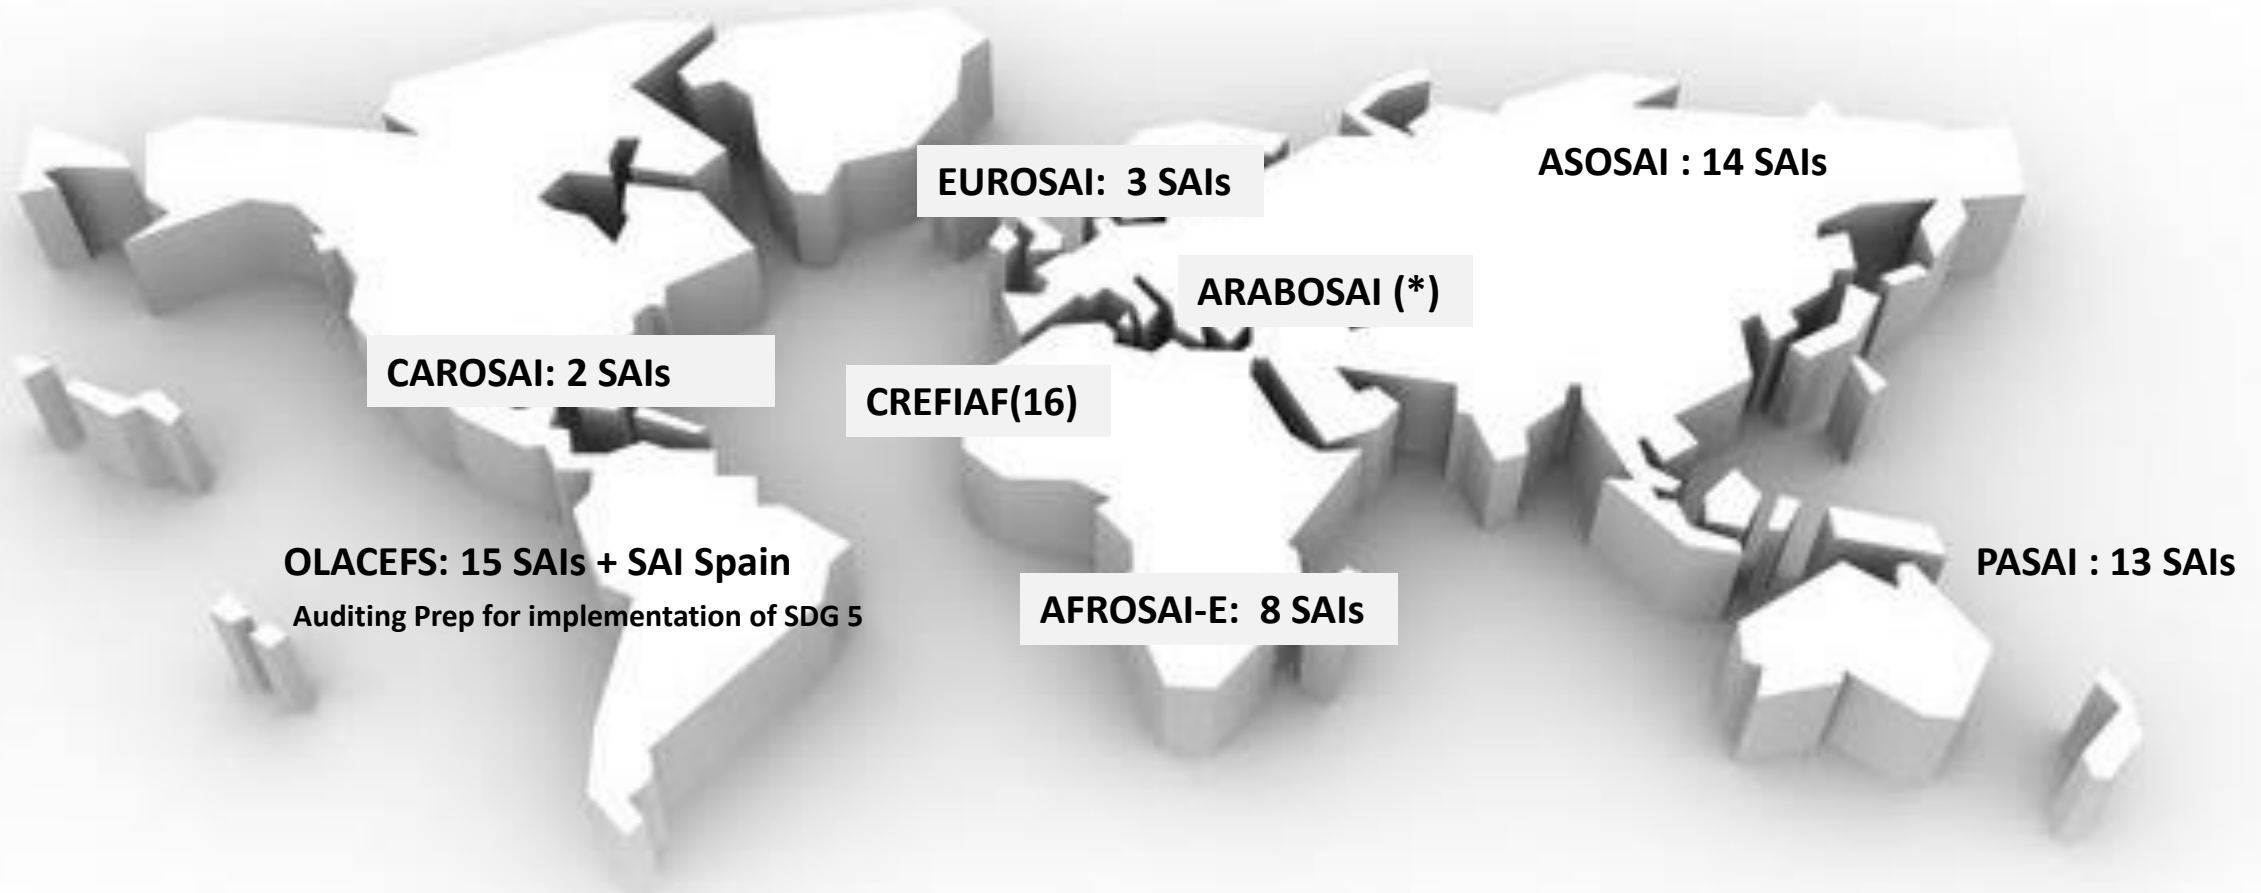 EUROSAI: 3 SAIs
ASOSAI : 14 SAIs
ARABOSAI (*)
CAROSAI: 2 SAIs
CREFIAF(16)
OLACEFS: 15 SAIs + SAI Spain
Auditing Prep for implementation of SDG 5
AFROSAI-E: 8 SAIs
PASAI : 13 SAIs